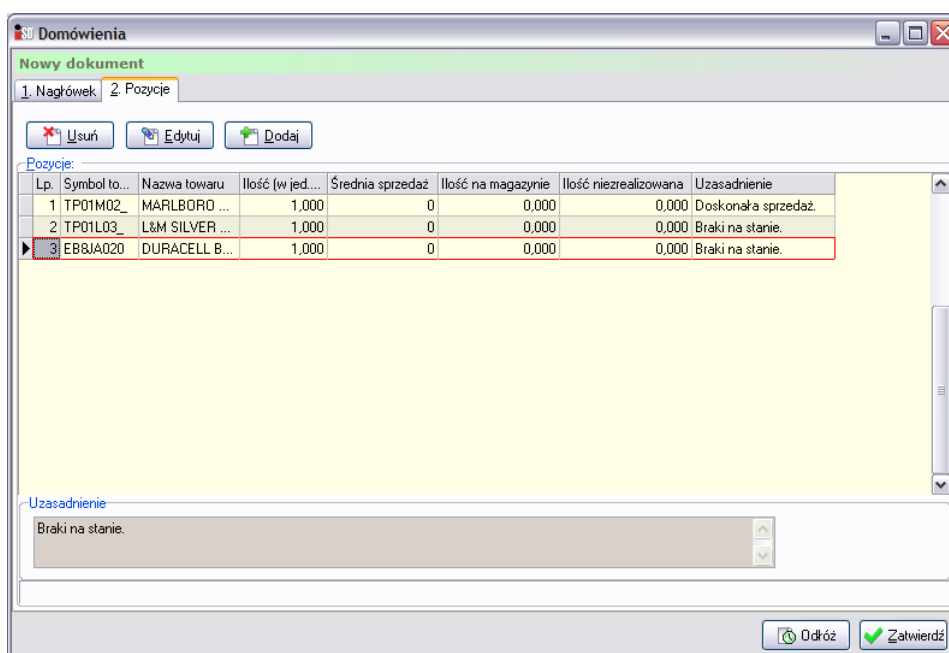 Domówienia
Nowy dokument
1. Nagłówek 2. Pozycje
Usuń Edytuj Dodaj
Pozycje:
Lp. Symbol to... Nazwa towaru Ilość (w jed.... Średnia sprzedaż Ilość na magazynie Ilość niezrealizowana Uzasadnienie
1 TP01M02_ MARLBORO ... 1,000 0 0,000 0,000 Doskonała sprzedaż.
2 TP01L03_ L&M SILVER ... 1,000 0 0,000 0,000 Braki na stanie.
3 EB8JA020 DURACELL B... 1,000 0 0,000 0,000 Braki na stanie.
Uzasadnienie
Braki na stanie.
Odłóż Zatwierdź